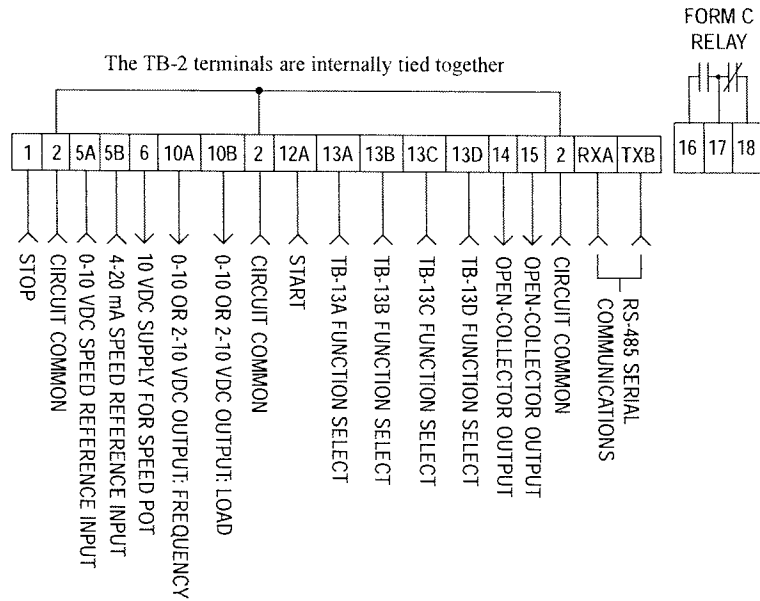 FORM C
RELAY
The TB-2 terminals are internally tied together
1 2 5A 5B 6 10A 10B 2 12A 13A 13B 13C 13D 14 15 2 RXA TXB
16 17 18
STOP
CIRCUIT COMMON
0-10 VDC SPEED REFERENCE INPUT
4-20 mA SPEED REFERENCE INPUT
10 VDC SUPPLY FOR SPEED POT
0-10 OR 2-10 VDC OUTPUT: FREQUENCY
0-10 OR 2-10 VDC OUTPUT: LOAD
CIRCUIT COMMON
START
TB-13A FUNCTION SELECT
TB-13B FUNCTION SELECT
TB-13C FUNCTION SELECT
TB-13D FUNCTION SELECT
OPEN-COLLECTOR OUTPUT
OPEN-COLLECTOR OUTPUT
CIRCUIT COMMON
RS-485 SERIAL
COMMUNICATIONS